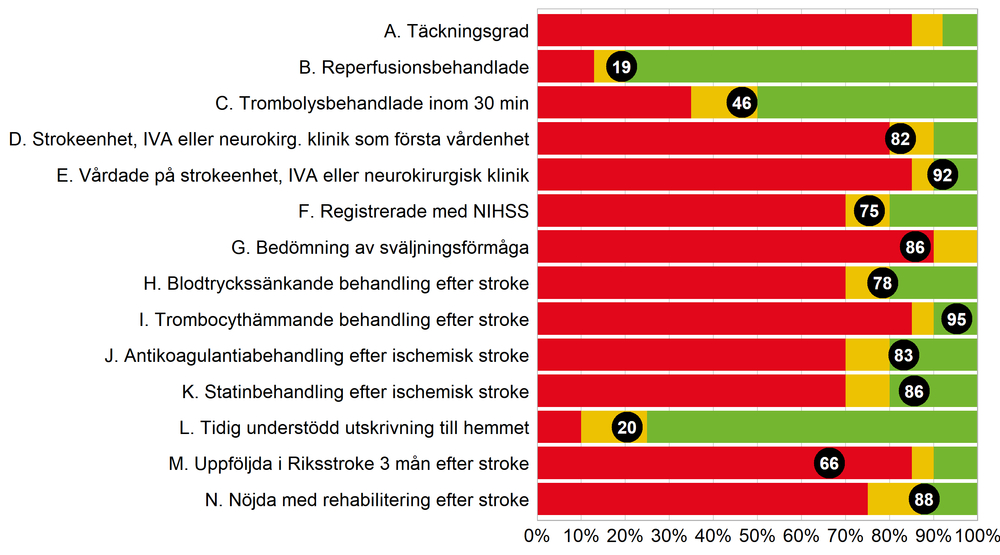 A. Täckningsgrad
B. Reperfusionsbehandlade 19
C. Trombolysbehandlade inom 30 min 46
D. Strokeenhet, IVA eller neurokirg. klinik som första vårdenhet 82
E. Vårdade på strokeenhet, IVA eller neurokirurgisk klinik 92
F. Registrerade med NIHSS 75
G. Bedömning av sväljningsförmåga 86
H. Blodtryckssänkande behandling efter stroke 78
I. Trombocythämmande behandling efter stroke 95
J. Antikoagulantiabehandling efter ischemisk stroke 83
K. Statinbehandling efter ischemisk stroke 86
L. Tidig understödd utskrivning till hemmet 20
M. Uppföljda i Riksstroke 3 mån efter stroke 66
N. Nöjda med rehabilitering efter stroke 88
0% 10% 20% 30% 40% 50% 60% 70% 80% 90% 100%